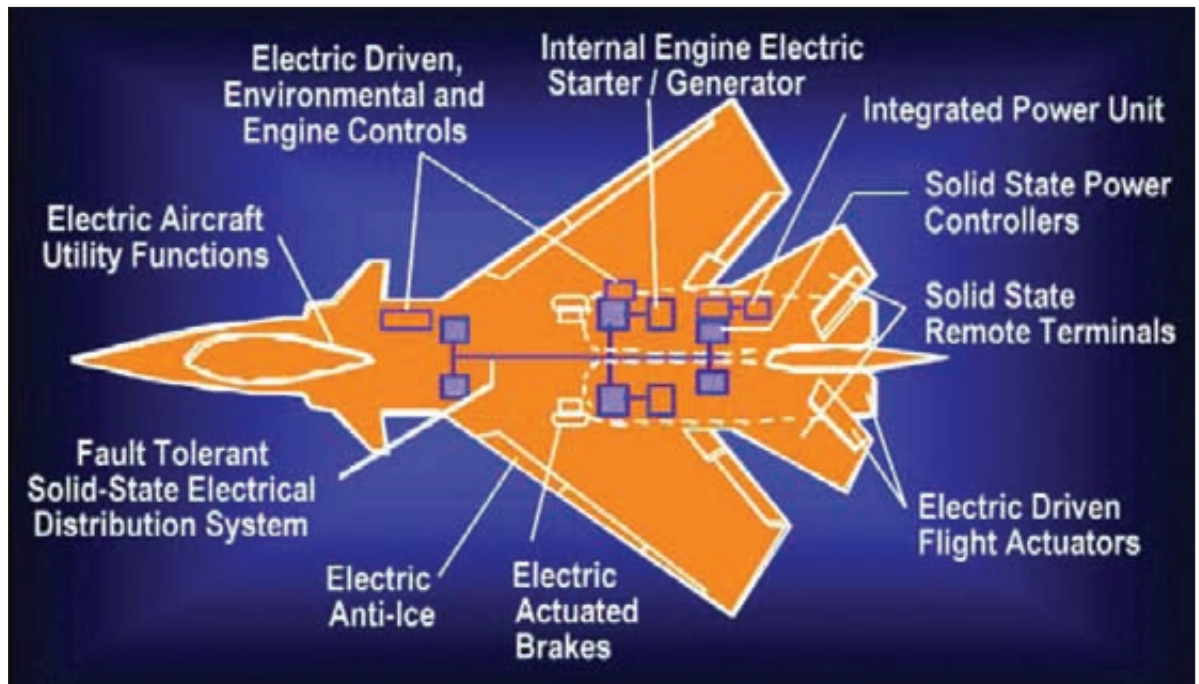 Electric Driven,
Environmental and
Engine Controls
Internal Engine Electric
Starter / Generator
Integrated Power Unit
Solid State Power
Controllers
Electric Aircraft
Utility Functions
Solid State
Remote Terminals
Fault Tolerant
Solid-State Electrical
Distribution System
Electric
Anti-Ice
Electric
Actuated
Brakes
Electric Driven
Flight Actuators